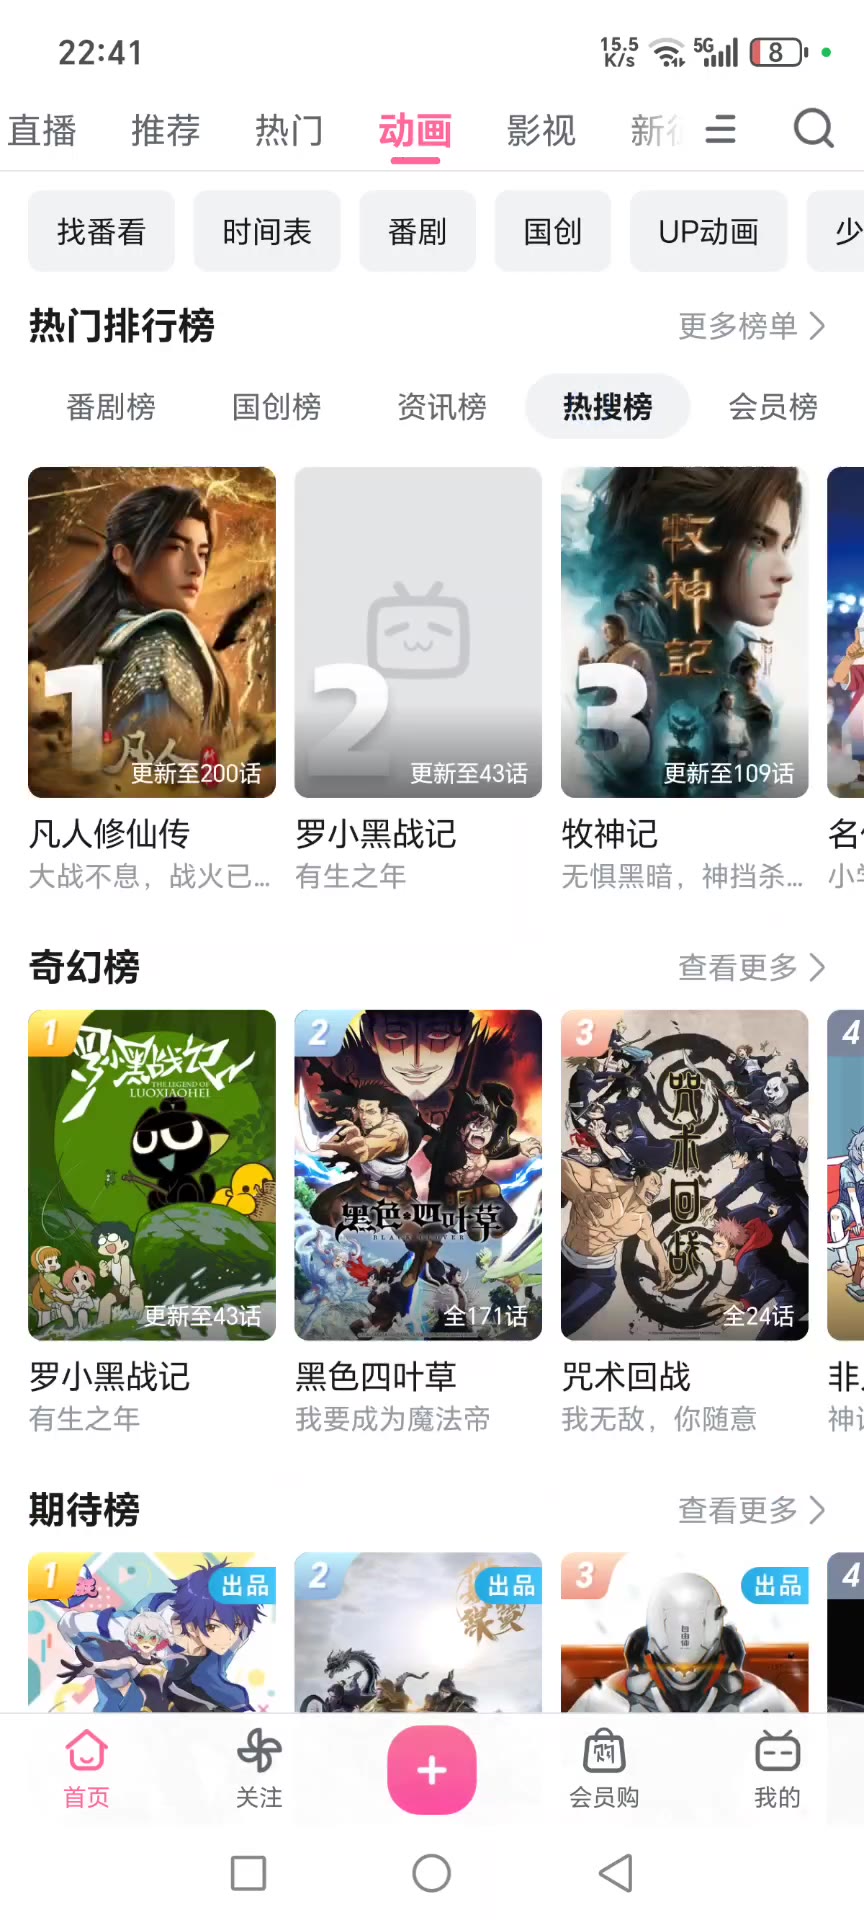 22:41
15.5 K/s 5G 8
直播 推荐 热门 动画 影视 新
找番看 时间表 番剧 国创 UP动画 少
热门排行榜 更多榜单
番剧榜 国创榜 资讯榜 热搜榜 会员榜
牧神記
1 2 3
凡人
更新至200话 更新至43话 更新至109话
凡人修仙传 罗小黑战记 牧神记 名
大战不息，战火已... 有生之年 无惧黑暗，神挡杀... 小学
奇幻榜 查看更多
1 2 3 4
罗小黑战记
THE LEGEND OF
LUOXIAOHEI
咒术回战
黑色·四叶草
BLACK CLOVER
更新至43话 全171话 全24话
罗小黑战记 黑色四叶草 咒术回战 非
有生之年 我要成为魔法帝 我无敌，你随意 神
期待榜 查看更多
1 2 3 4
出品 出品 出品
首页 关注 会员购 我的